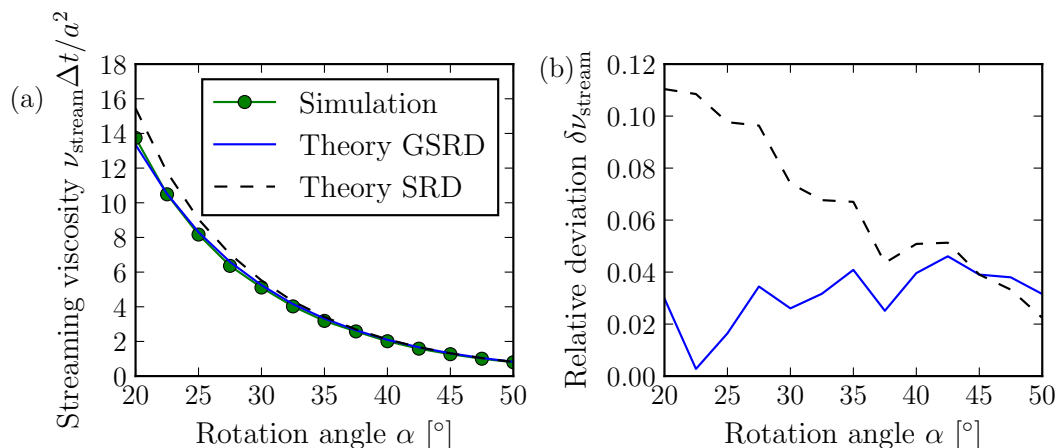 (a)
Streaming viscosity ν_stream Δt/a²
18
16
14
12
10
8
6
4
2
0
Simulation
Theory GSRD
Theory SRD
20 25 30 35 40 45 50
Rotation angle α [°]
(b)
Relative deviation δν_stream
0.12
0.10
0.08
0.06
0.04
0.02
0.00
20 25 30 35 40 45 50
Rotation angle α [°]